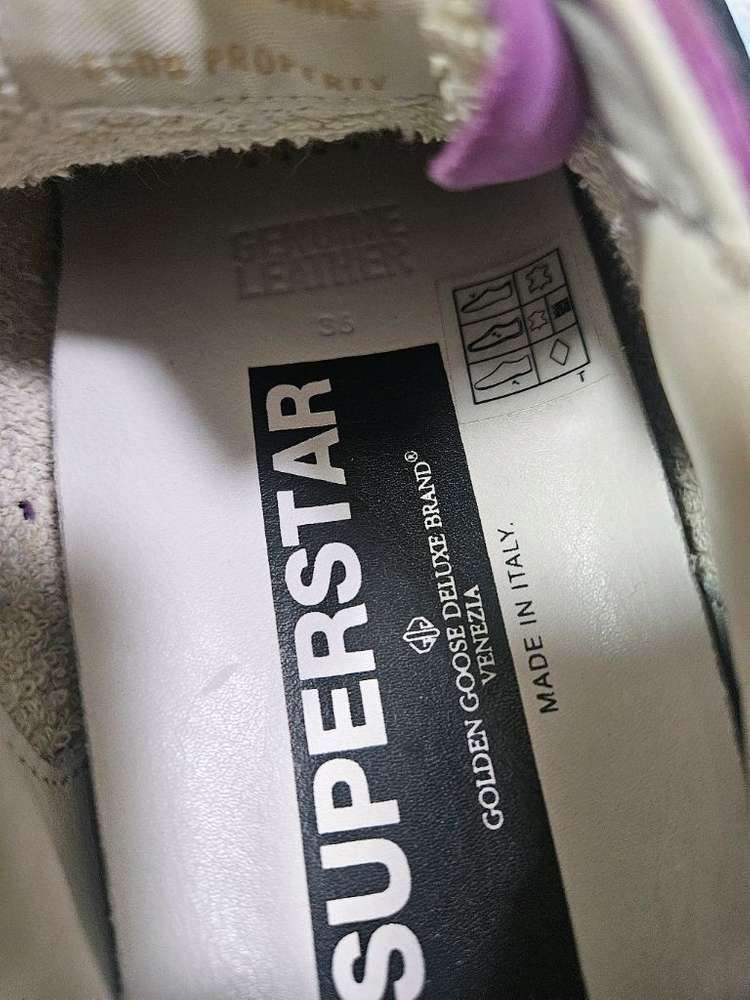 PROPERTY
GENUINE
LEATHER
36
SUPERSTAR
GOLDEN GOOSE DELUXE BRAND®
VENEZIA
MADE IN ITALY.
T